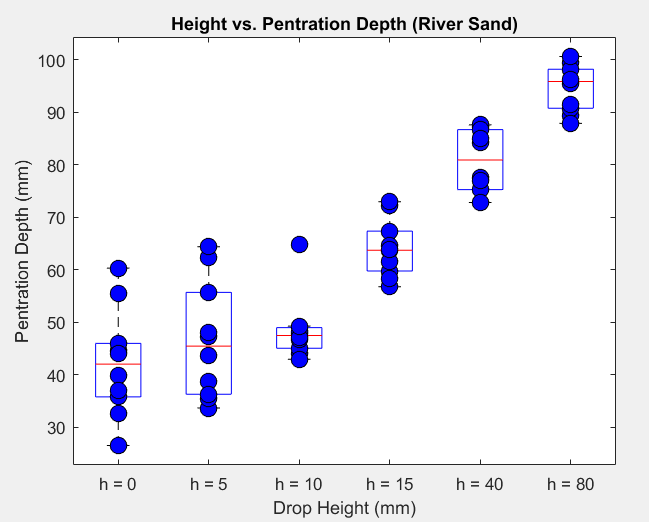 Height vs. Pentration Depth (River Sand)
Pentration Depth (mm)
100
90
80
70
60
50
40
30
h = 0 h = 5 h = 10 h = 15 h = 40 h = 80
Drop Height (mm)